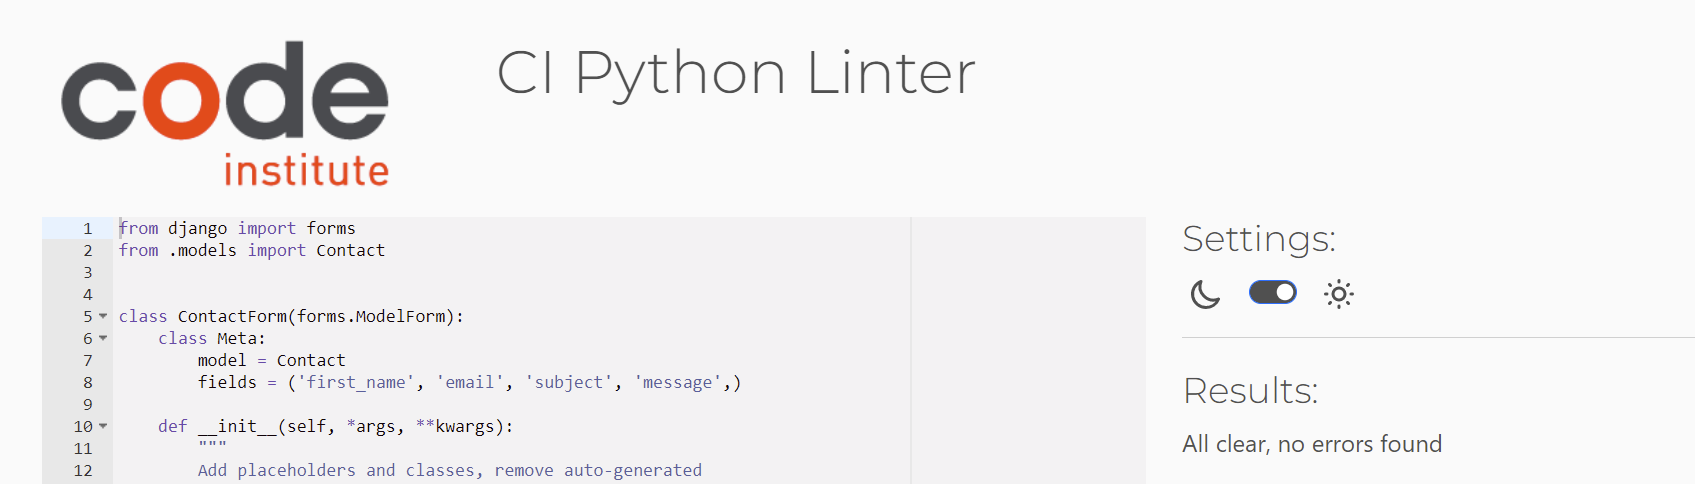 code
institute
CI Python Linter
1 from django import forms
2 from .models import Contact
3
4
5 class ContactForm(forms.ModelForm):
6     class Meta:
7         model = Contact
8         fields = ('first_name', 'email', 'subject', 'message',)
9
10     def __init__(self, *args, **kwargs):
11         """
12         Add placeholders and classes, remove auto-generated
Settings:
Results:
All clear, no errors found